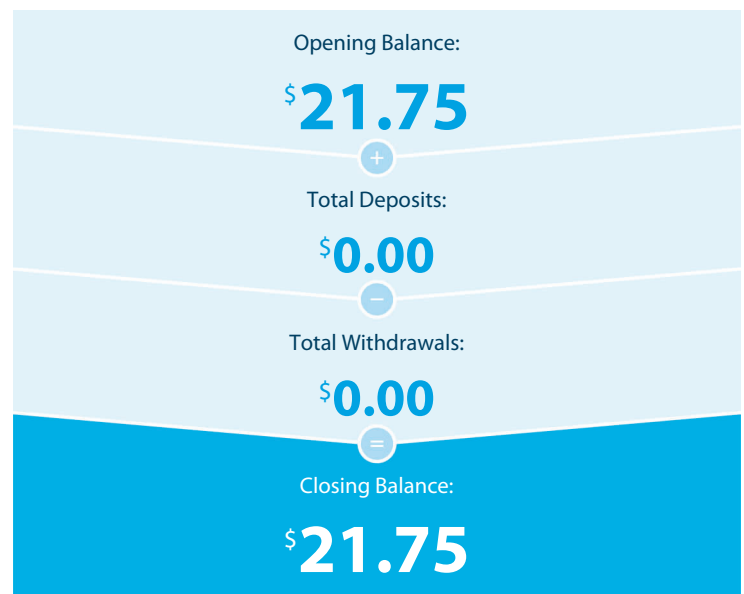 Opening Balance:
$21.75
+
Total Deposits:
$0.00
−
Total Withdrawals:
$0.00
=
Closing Balance:
$21.75